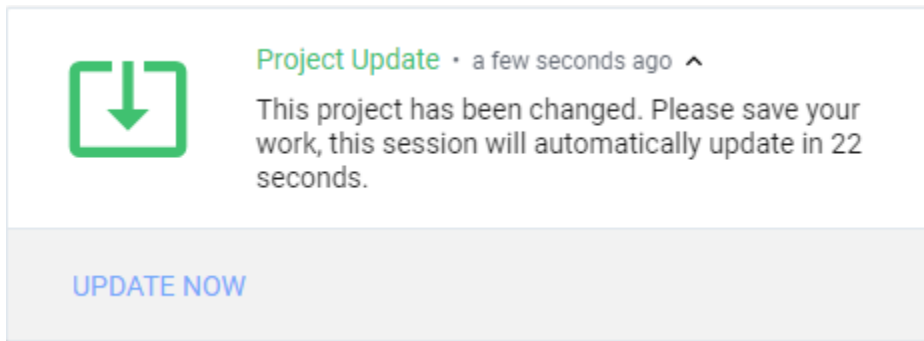 Project Update • a few seconds ago
This project has been changed. Please save your
work, this session will automatically update in 22
seconds.
UPDATE NOW